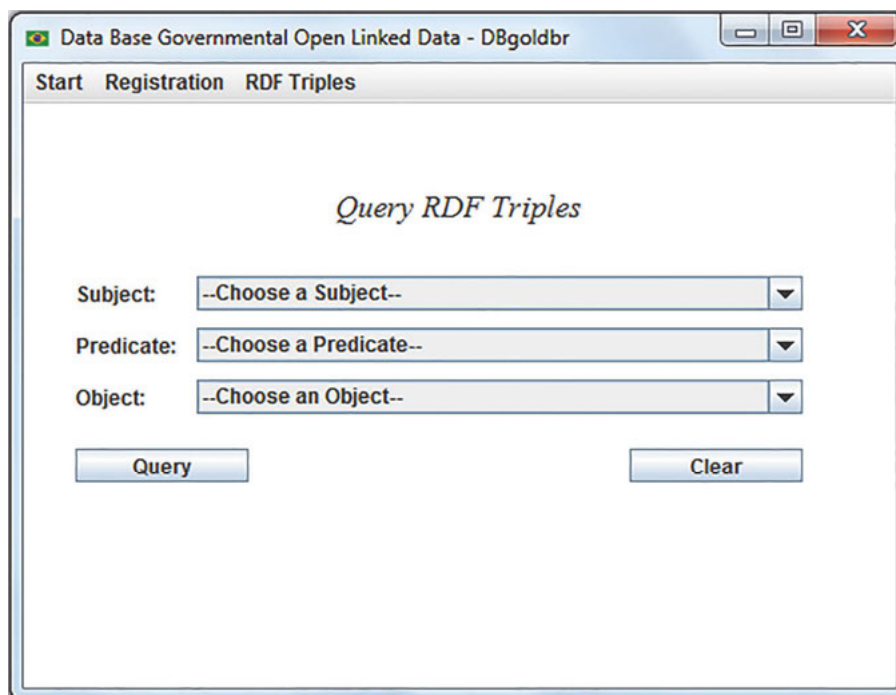 Data Base Governmental Open Linked Data - DBgoldbr
Start Registration RDF Triples
Query RDF Triples
Subject: --Choose a Subject--
Predicate: --Choose a Predicate--
Object: --Choose an Object--
Query Clear